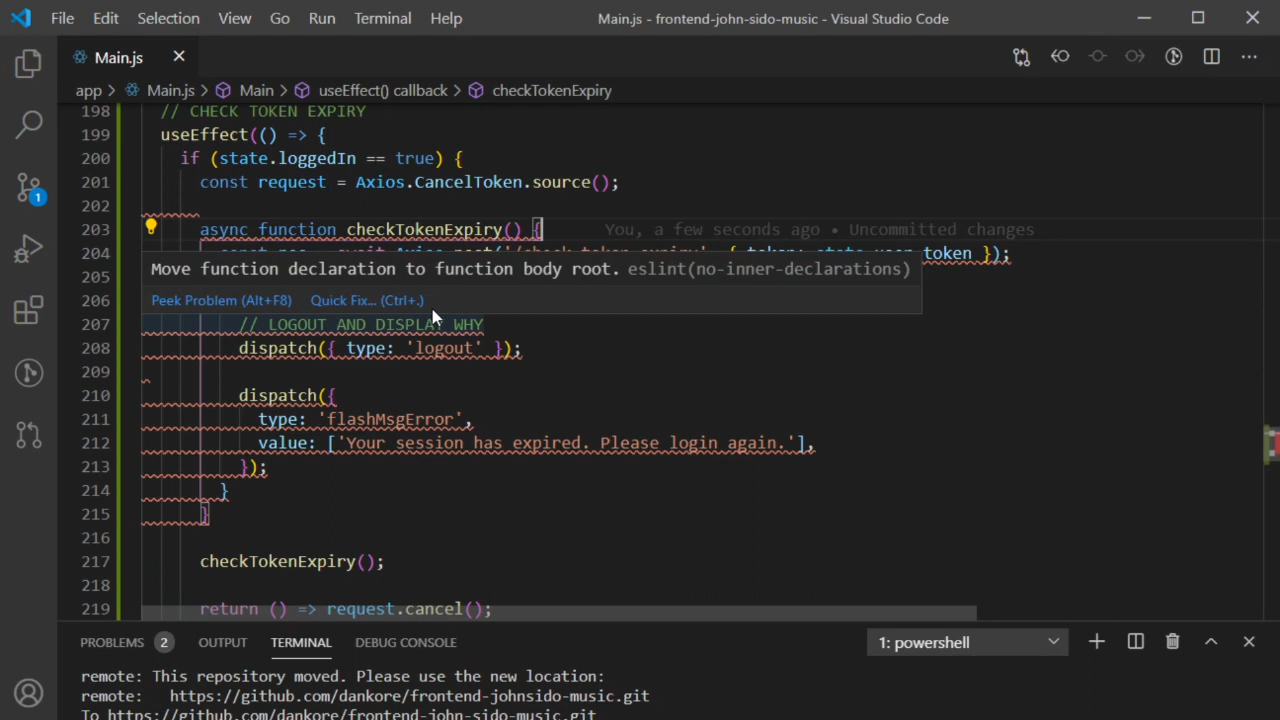 File Edit Selection View Go Run Terminal Help Main.js - frontend-john-sido-music - Visual Studio Code
Main.js
app > Main.js > Main > useEffect() callback > checkTokenExpiry
198 // CHECK TOKEN EXPIRY
199 useEffect(() => {
200 if (state.loggedIn == true) {
201 const request = Axios.CancelToken.source();
202
203 async function checkTokenExpiry() { You, a few seconds ago • Uncommitted changes
204 token });
Move function declaration to function body root. eslint(no-inner-declarations)
205
Peek Problem (Alt+F8) Quick Fix... (Ctrl+.)
206
207 // LOGOUT AND DISPLAY WHY
208 dispatch({ type: 'logout' });
209
210 dispatch({
211 type: 'flashMsgError',
212 value: ['Your session has expired. Please login again.'],
213 });
214 }
215 }
216
217 checkTokenExpiry();
218
219 return () => request.cancel();
1
PROBLEMS 2 OUTPUT TERMINAL DEBUG CONSOLE 1: powershell
remote: This repository moved. Please use the new location:
remote: https://github.com/dankore/frontend-johnsido-music.git
To https://github.com/dankore/frontend-john-sido-music.git